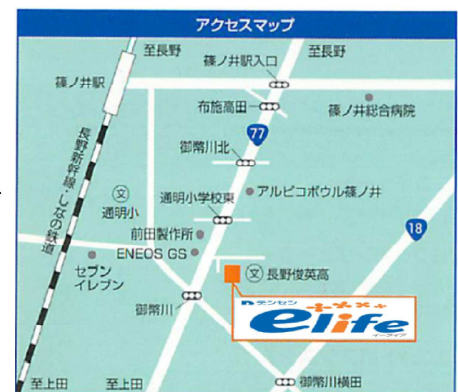 アクセスマップ
至長野
至長野
篠ノ井駅入口
篠ノ井駅
布施高田
篠ノ井総合病院
77
御幣川北
長野新幹線・しなの鉄道
文
通明小
通明小学校東
アルピコボウル篠ノ井
18
前田製作所
ENEOS GS
セブン
イレブン
文 長野俊英高
御幣川
テンセン
elife
イーライフ
御幣川横田
至上田
至上田